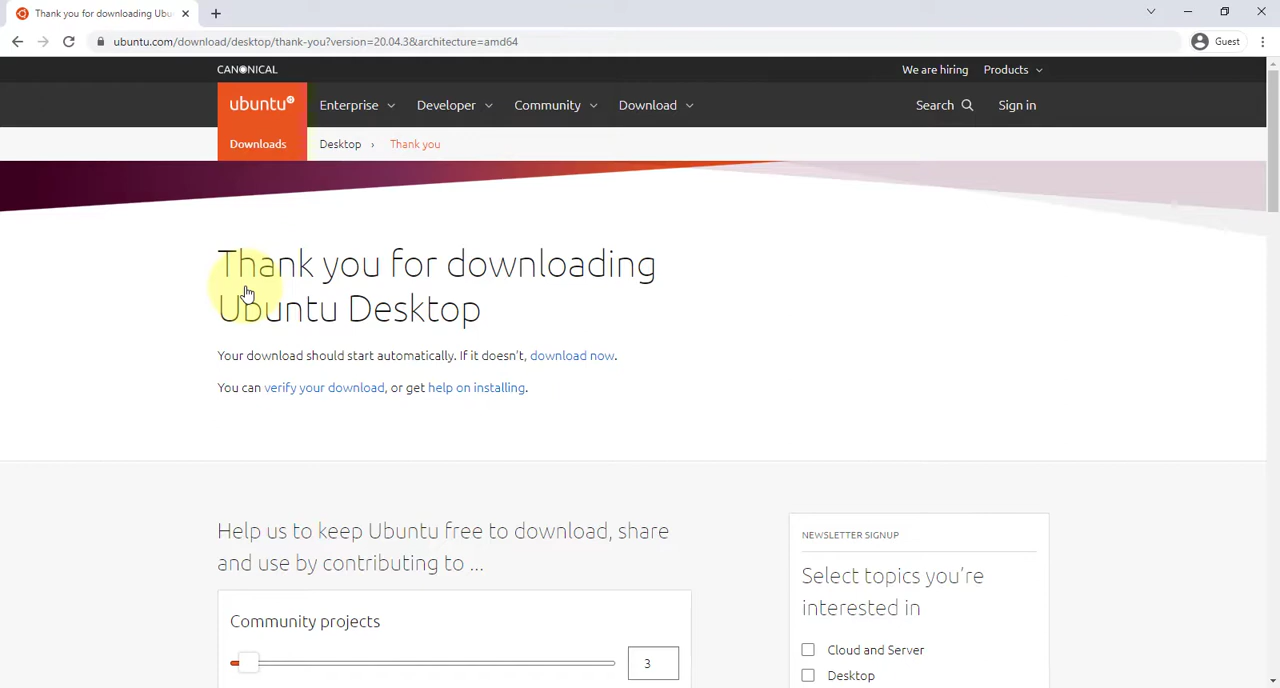 Thank you for downloading Ubu
ubuntu.com/download/desktop/thank-you?version=20.04.3&architecture=amd64
Guest
CANONICAL
We are hiring
Products
ubuntu
Enterprise
Developer
Community
Download
Search
Sign in
Downloads
Desktop
Thank you
Thank you for downloading
Ubuntu Desktop
Your download should start automatically. If it doesn't, download now.
You can verify your download, or get help on installing.
Help us to keep Ubuntu free to download, share
and use by contributing to ...
Community projects
3
NEWSLETTER SIGNUP
Select topics you're
interested in
Cloud and Server
Desktop